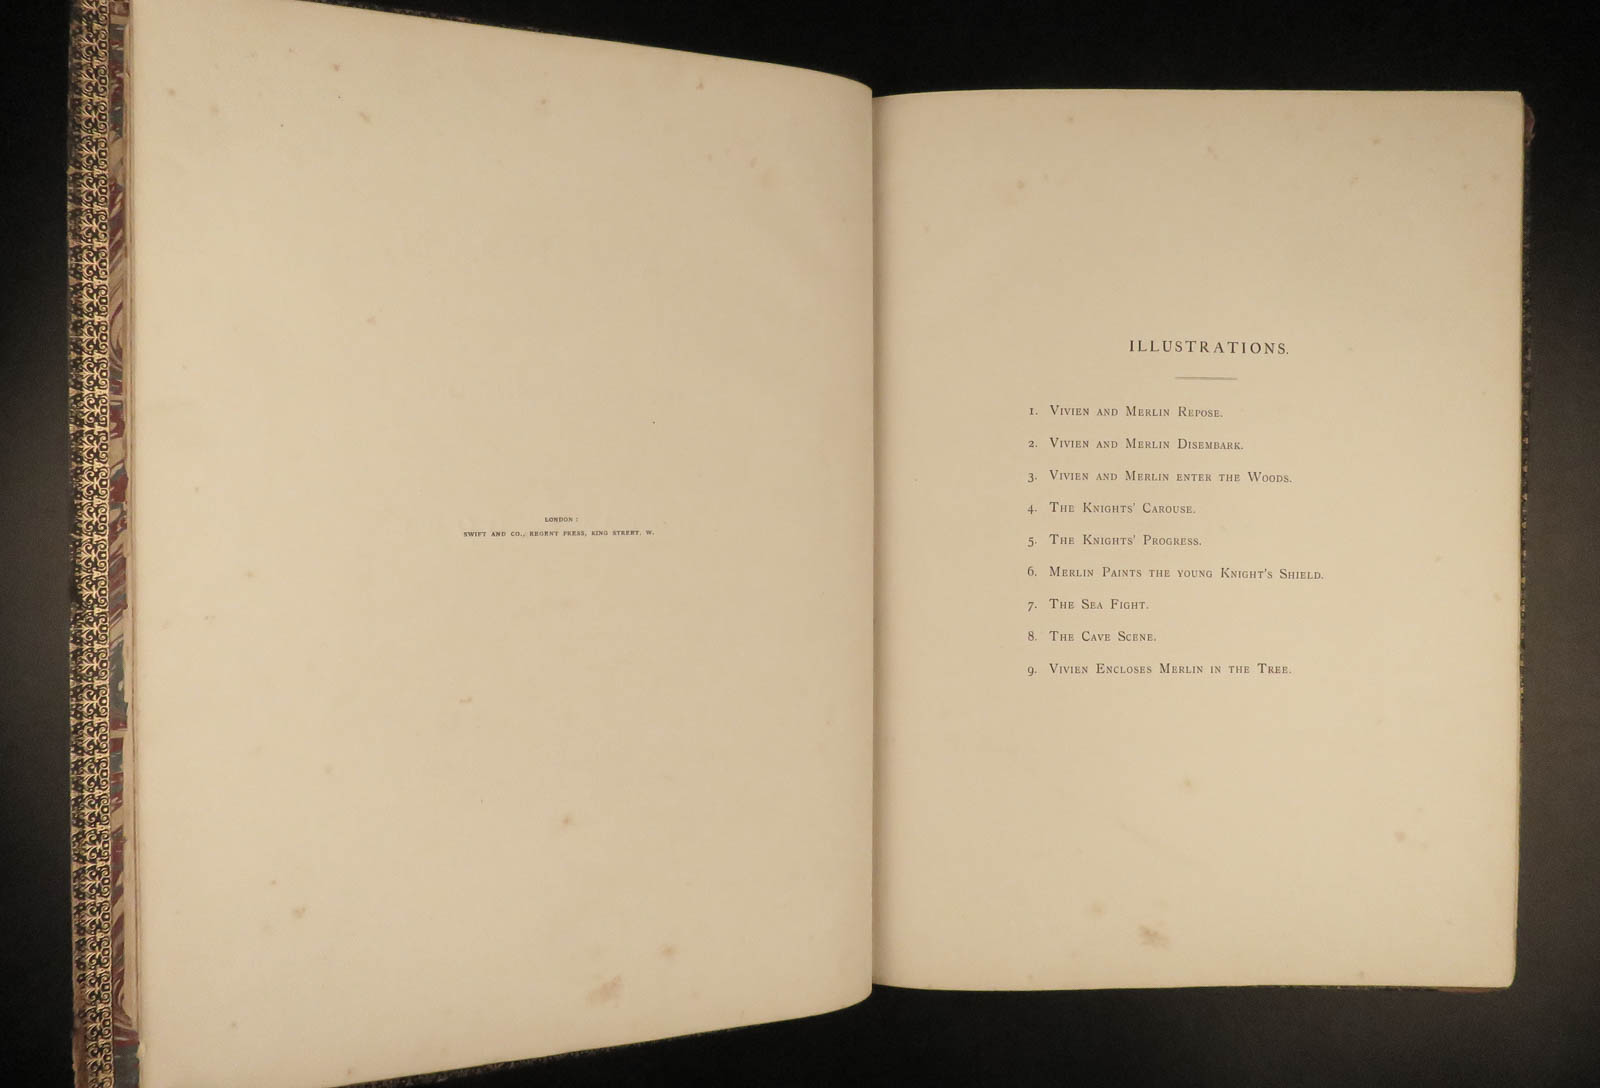 LONDON :
SWIFT AND CO., REGENT PRESS, KING STREET, W.
ILLUSTRATIONS.
1. VIVIEN AND MERLIN REPOSE.
2. VIVIEN AND MERLIN DISEMBARK.
3. VIVIEN AND MERLIN ENTER THE WOODS.
4. THE KNIGHTS' CAROUSE.
5. THE KNIGHTS' PROGRESS.
6. MERLIN PAINTS THE YOUNG KNIGHT'S SHIELD.
7. THE SEA FIGHT.
8. THE CAVE SCENE.
9. VIVIEN ENCLOSES MERLIN IN THE TREE.